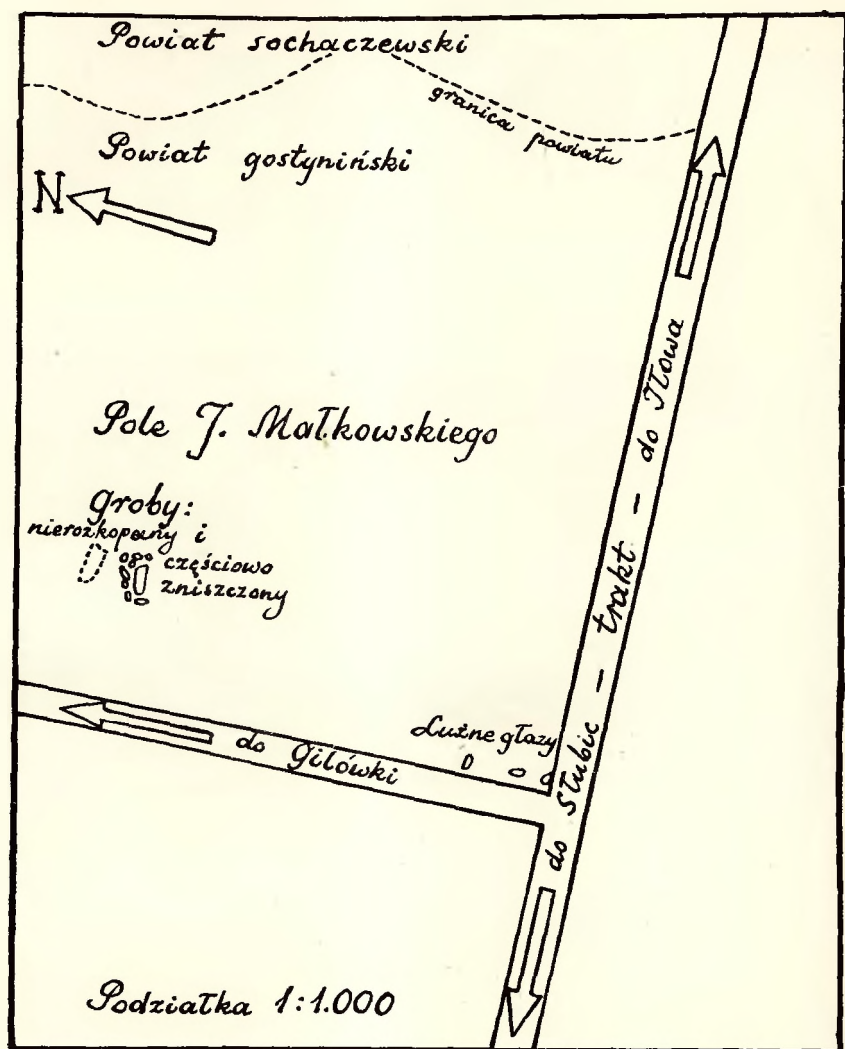 Powiat sochaczewski
granica powiatu
Powiat gostyniński
N
Pole J. Małkowskiego
groby:
nierozkopany i
częściowo
zniszczony
Luźne głazy
do Gilówki
do Słubic - trakt - do Iłowa
Podziałka 1:1.000